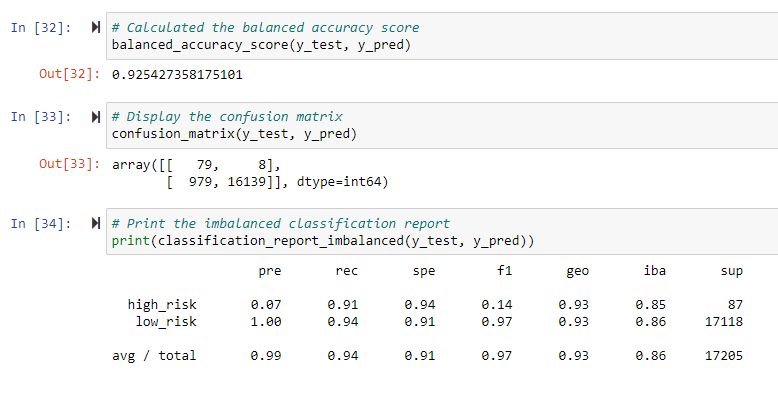 In [32]: # Calculated the balanced accuracy score
balanced_accuracy_score(y_test, y_pred)
Out[32]: 0.925427358175101
In [33]: # Display the confusion matrix
confusion_matrix(y_test, y_pred)
Out[33]: array([[   79,     8],
       [  979, 16139]], dtype=int64)
In [34]: # Print the imbalanced classification report
print(classification_report_imbalanced(y_test, y_pred))
pre rec spe f1 geo iba sup
high_risk 0.07 0.91 0.94 0.14 0.93 0.85 87
low_risk 1.00 0.94 0.91 0.97 0.93 0.86 17118
avg / total 0.99 0.94 0.91 0.97 0.93 0.86 17205